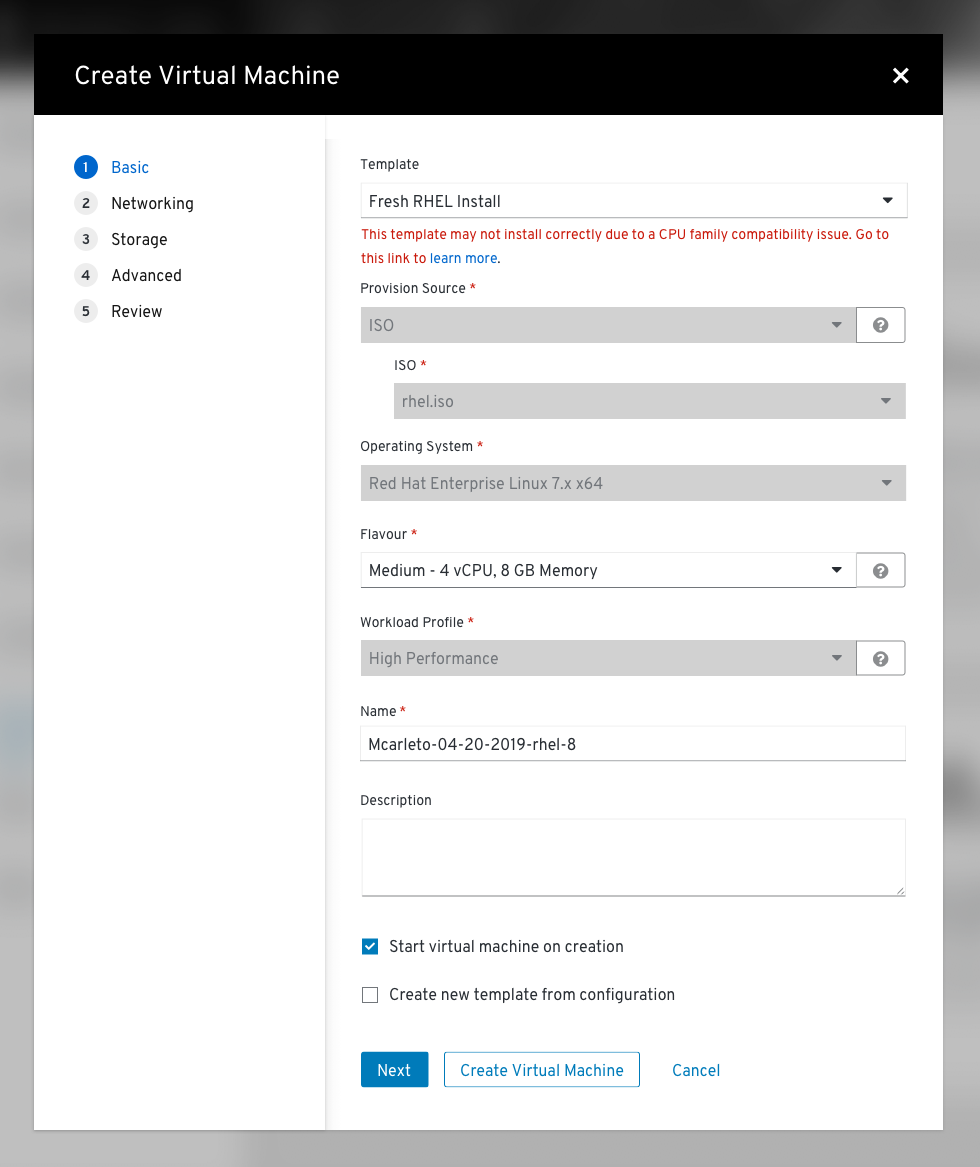 Create Virtual Machine
1 Basic
2 Networking
3 Storage
4 Advanced
5 Review
Template
Fresh RHEL Install
This template may not install correctly due to a CPU family compatibility issue. Go to
this link to learn more.
Provision Source *
ISO
ISO *
rhel.iso
Operating System *
Red Hat Enterprise Linux 7.x x64
Flavour *
Medium - 4 vCPU, 8 GB Memory
Workload Profile *
High Performance
Name *
Mcarleto-04-20-2019-rhel-8
Description
Start virtual machine on creation
Create new template from configuration
Next Create Virtual Machine Cancel